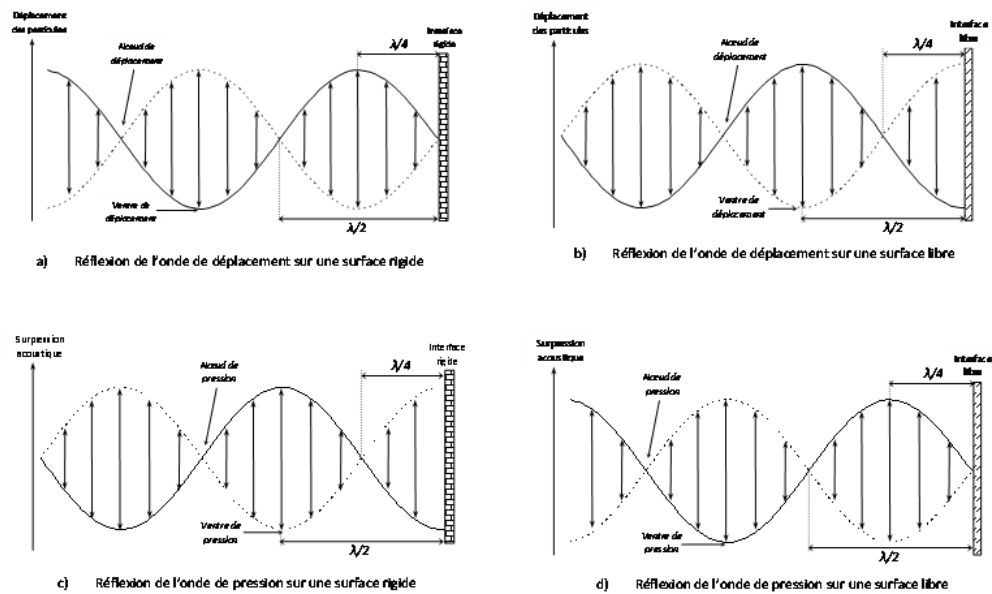 Déplacement
des particules
Interface
rigide
λ/4
Nœud de
déplacement
Ventre de
déplacement
λ/2
a) Réflexion de l'onde de déplacement sur une surface rigide
Déplacement
des particules
Interface
libre
λ/4
Nœud de
déplacement
Ventre de
déplacement
λ/2
b) Réflexion de l'onde de déplacement sur une surface libre
Surpression
acoustique
Interface
rigide
λ/4
Nœud de
pression
Ventre de
pression
λ/2
c) Réflexion de l'onde de pression sur une surface rigide
Surpression
acoustique
Interface
libre
λ/4
Nœud de
pression
Ventre de
pression
λ/2
d) Réflexion de l'onde de pression sur une surface libre